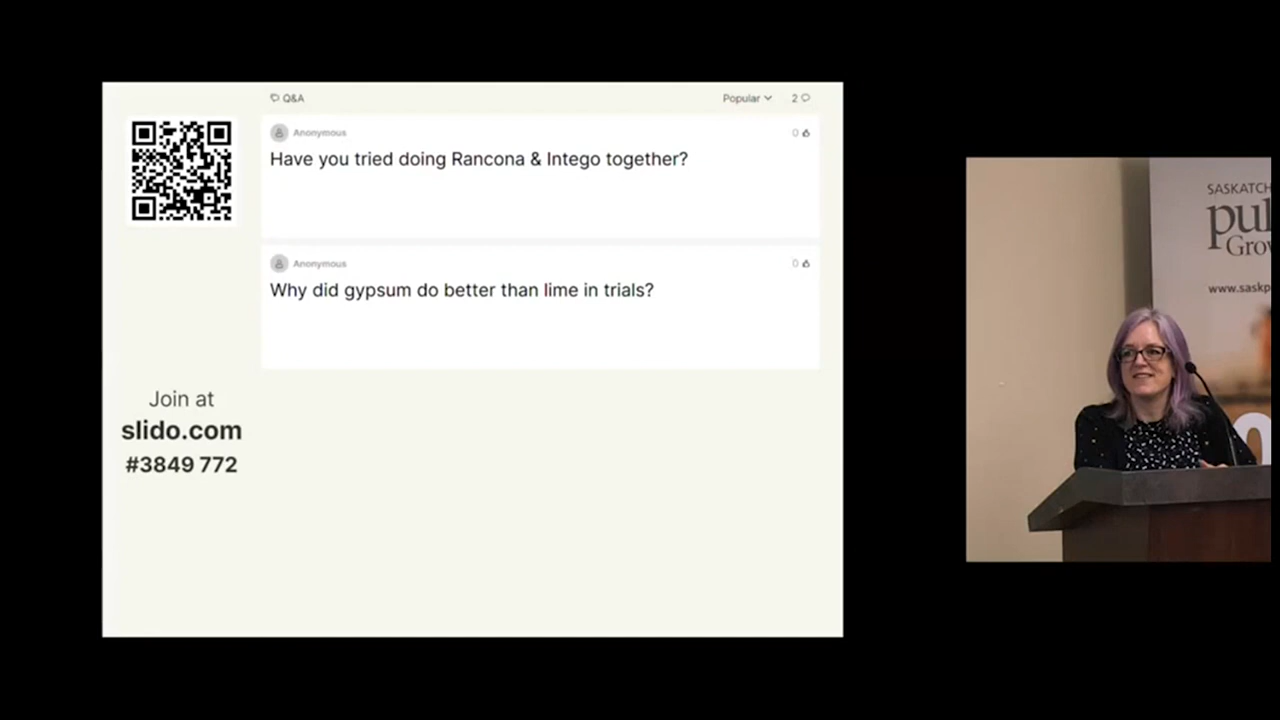 Q&A
Popular
2
Anonymous
0
Have you tried doing Rancona & Intego together?
Anonymous
0
Why did gypsum do better than lime in trials?
Join at
slido.com
#3849 772
SASKATCH
pul
Grov
www.saskp